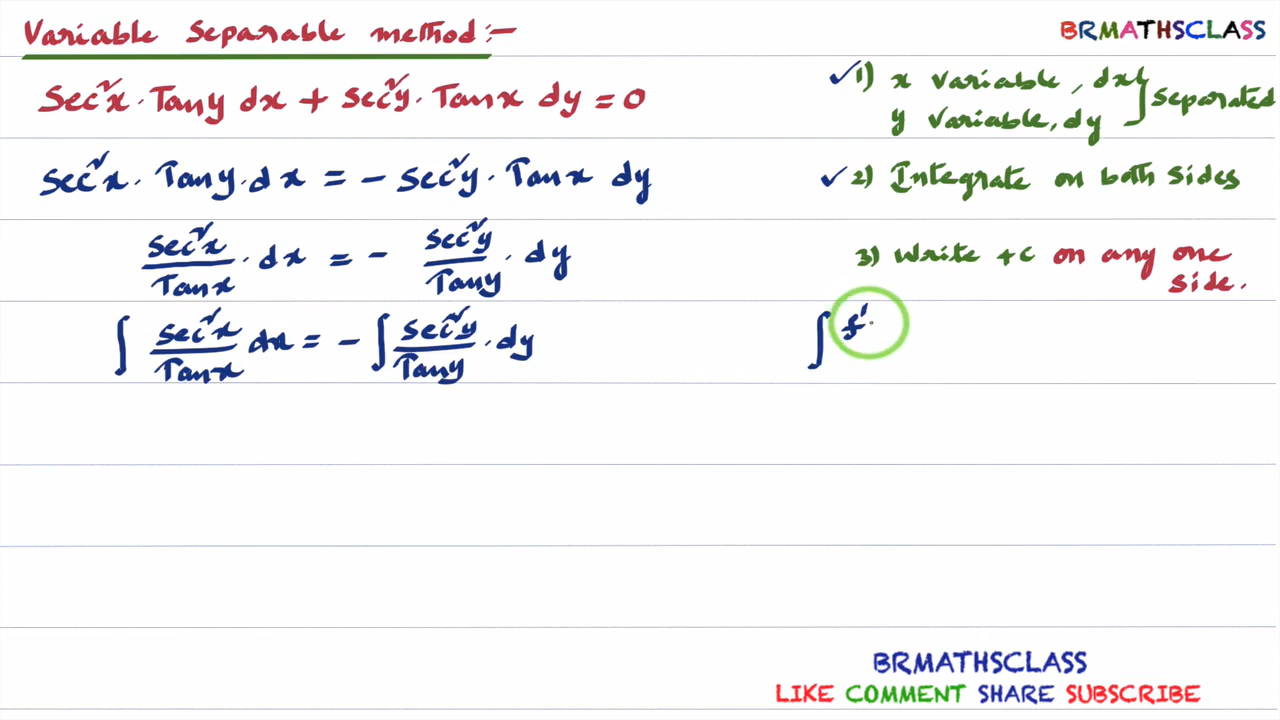 Variable Separable method:-
BRMATHSCLASS
Sec²x · Tany dx + Sec²y · Tanx dy = 0
Sec²x · Tany · dx = - Sec²y · Tanx dy
Sec²x/Tanx · dx = - Sec²y/Tany · dy
∫ Sec²x/Tanx dx = - ∫ Sec²y/Tany · dy
✓1) x variable, dx } Separated
y variable, dy
✓2) Integrate on both sides
3) Write +c on any one
side.
∫ f'
BRMATHSCLASS
LIKE COMMENT SHARE SUBSCRIBE